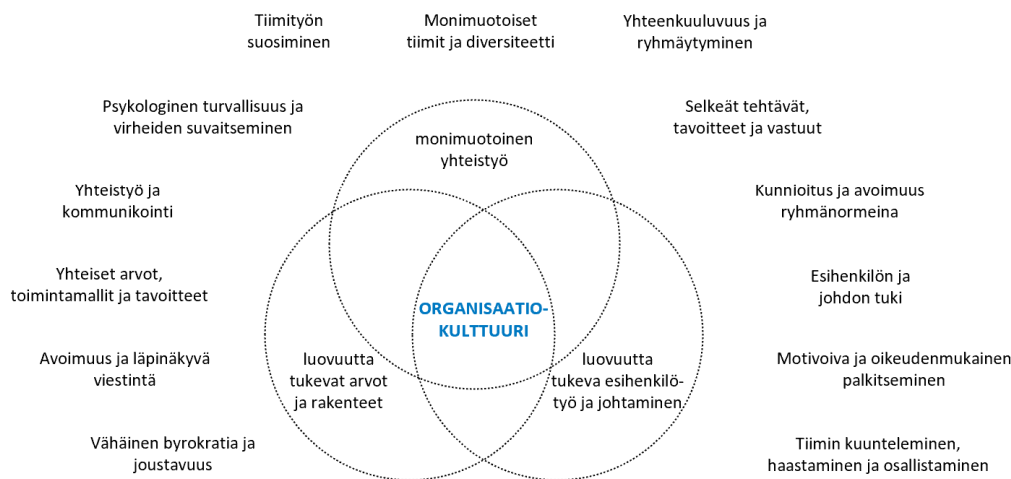 Tiimityön
suosiminen
Monimuotoiset
tiimit ja diversiteetti
Yhteenkuuluvuus ja
ryhmäytyminen
Psykologinen turvallisuus ja
virheiden suvaitseminen
Selkeät tehtävät,
tavoitteet ja vastuut
monimuotoinen
yhteistyö
Yhteistyö ja
kommunikointi
Kunnioitus ja avoimuus
ryhmänormeina
Yhteiset arvot,
toimintamallit ja tavoitteet
Esihenkilön ja
johdon tuki
ORGANISAATIO-
KULTTUURI
Avoimuus ja läpinäkyvä
viestintä
luovuutta
tukevat arvot
ja rakenteet
luovuutta
tukeva esihenkilö-
työ ja johtaminen
Motivoiva ja oikeudenmukainen
palkitseminen
Vähäinen byrokratia ja
joustavuus
Tiimin kuunteleminen,
haastaminen ja osallistaminen